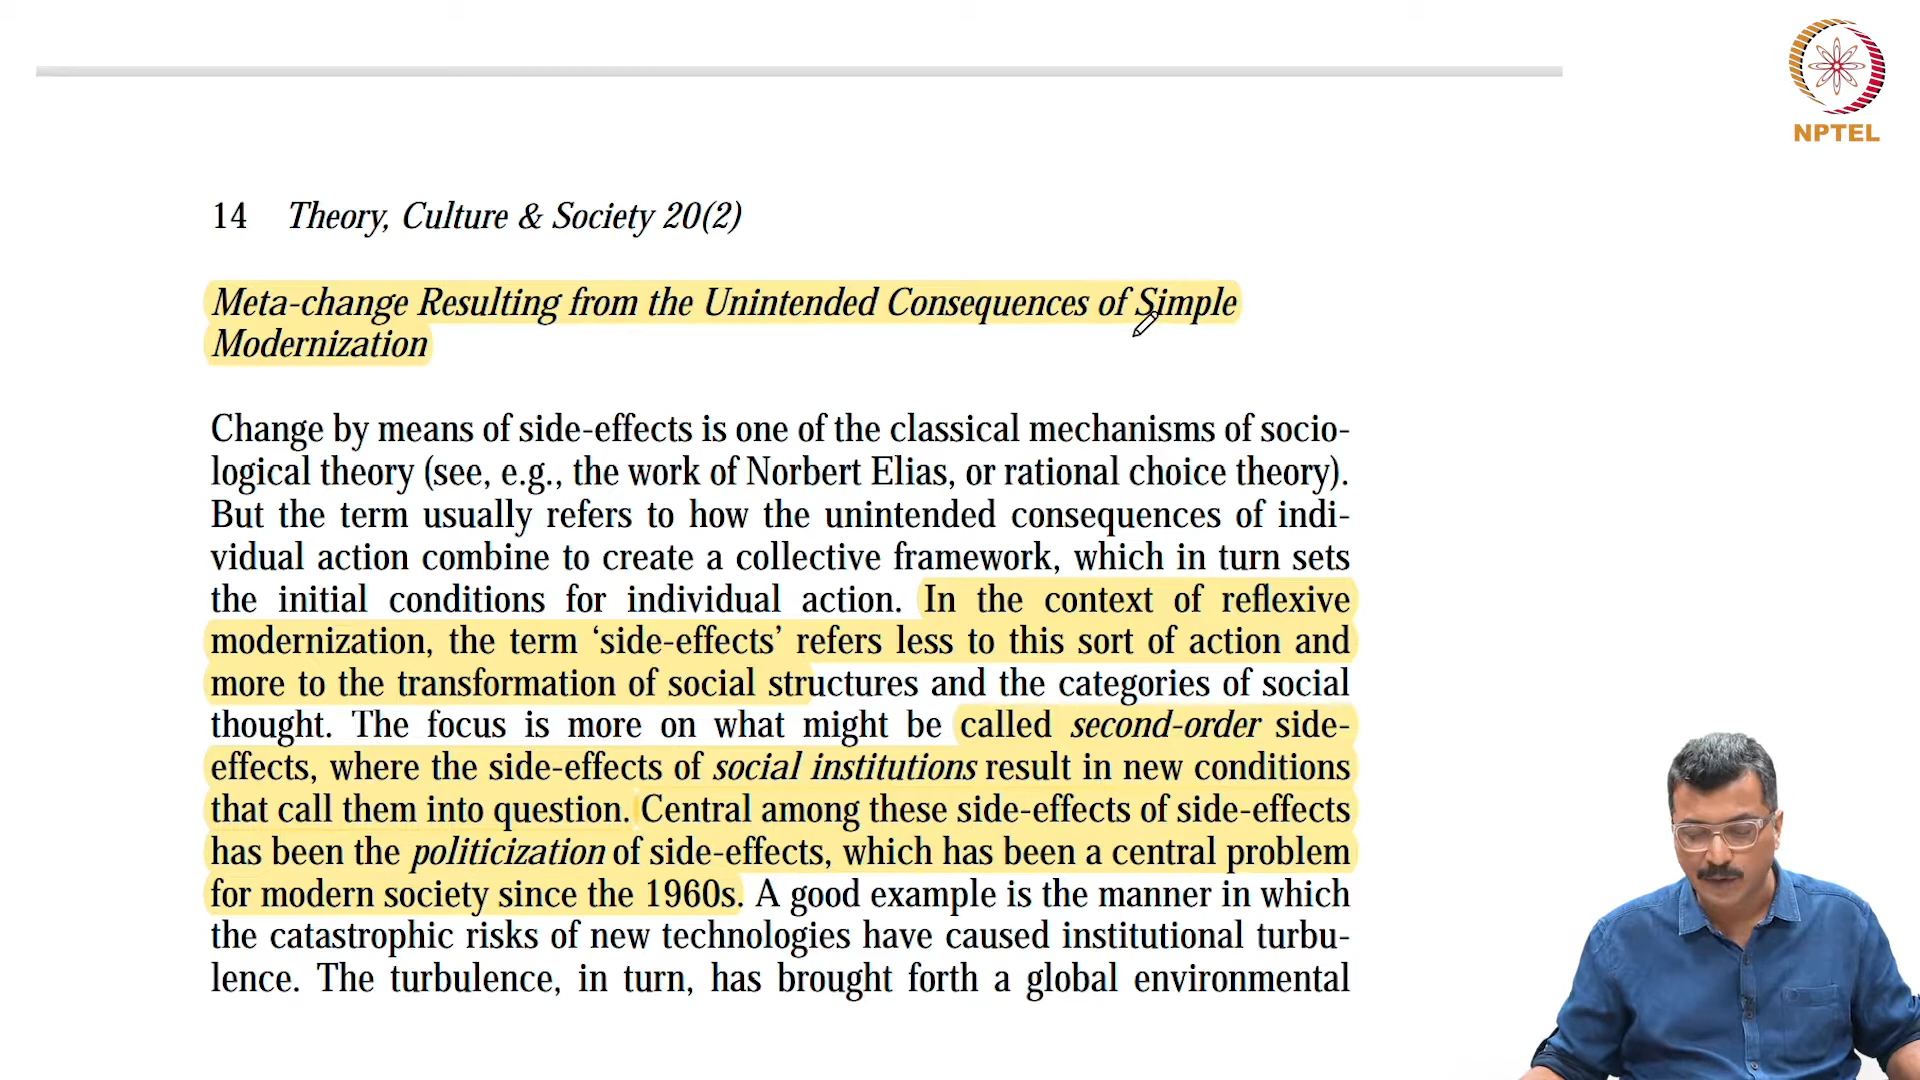 NPTEL
14 Theory, Culture & Society 20(2)
Meta-change Resulting from the Unintended Consequences of Simple
Modernization
Change by means of side-effects is one of the classical mechanisms of socio-
logical theory (see, e.g., the work of Norbert Elias, or rational choice theory).
But the term usually refers to how the unintended consequences of indi-
vidual action combine to create a collective framework, which in turn sets
the initial conditions for individual action. In the context of reflexive
modernization, the term ‘side-effects’ refers less to this sort of action and
more to the transformation of social structures and the categories of social
thought. The focus is more on what might be called second-order side-
effects, where the side-effects of social institutions result in new conditions
that call them into question. Central among these side-effects of side-effects
has been the politicization of side-effects, which has been a central problem
for modern society since the 1960s. A good example is the manner in which
the catastrophic risks of new technologies have caused institutional turbu-
lence. The turbulence, in turn, has brought forth a global environmental